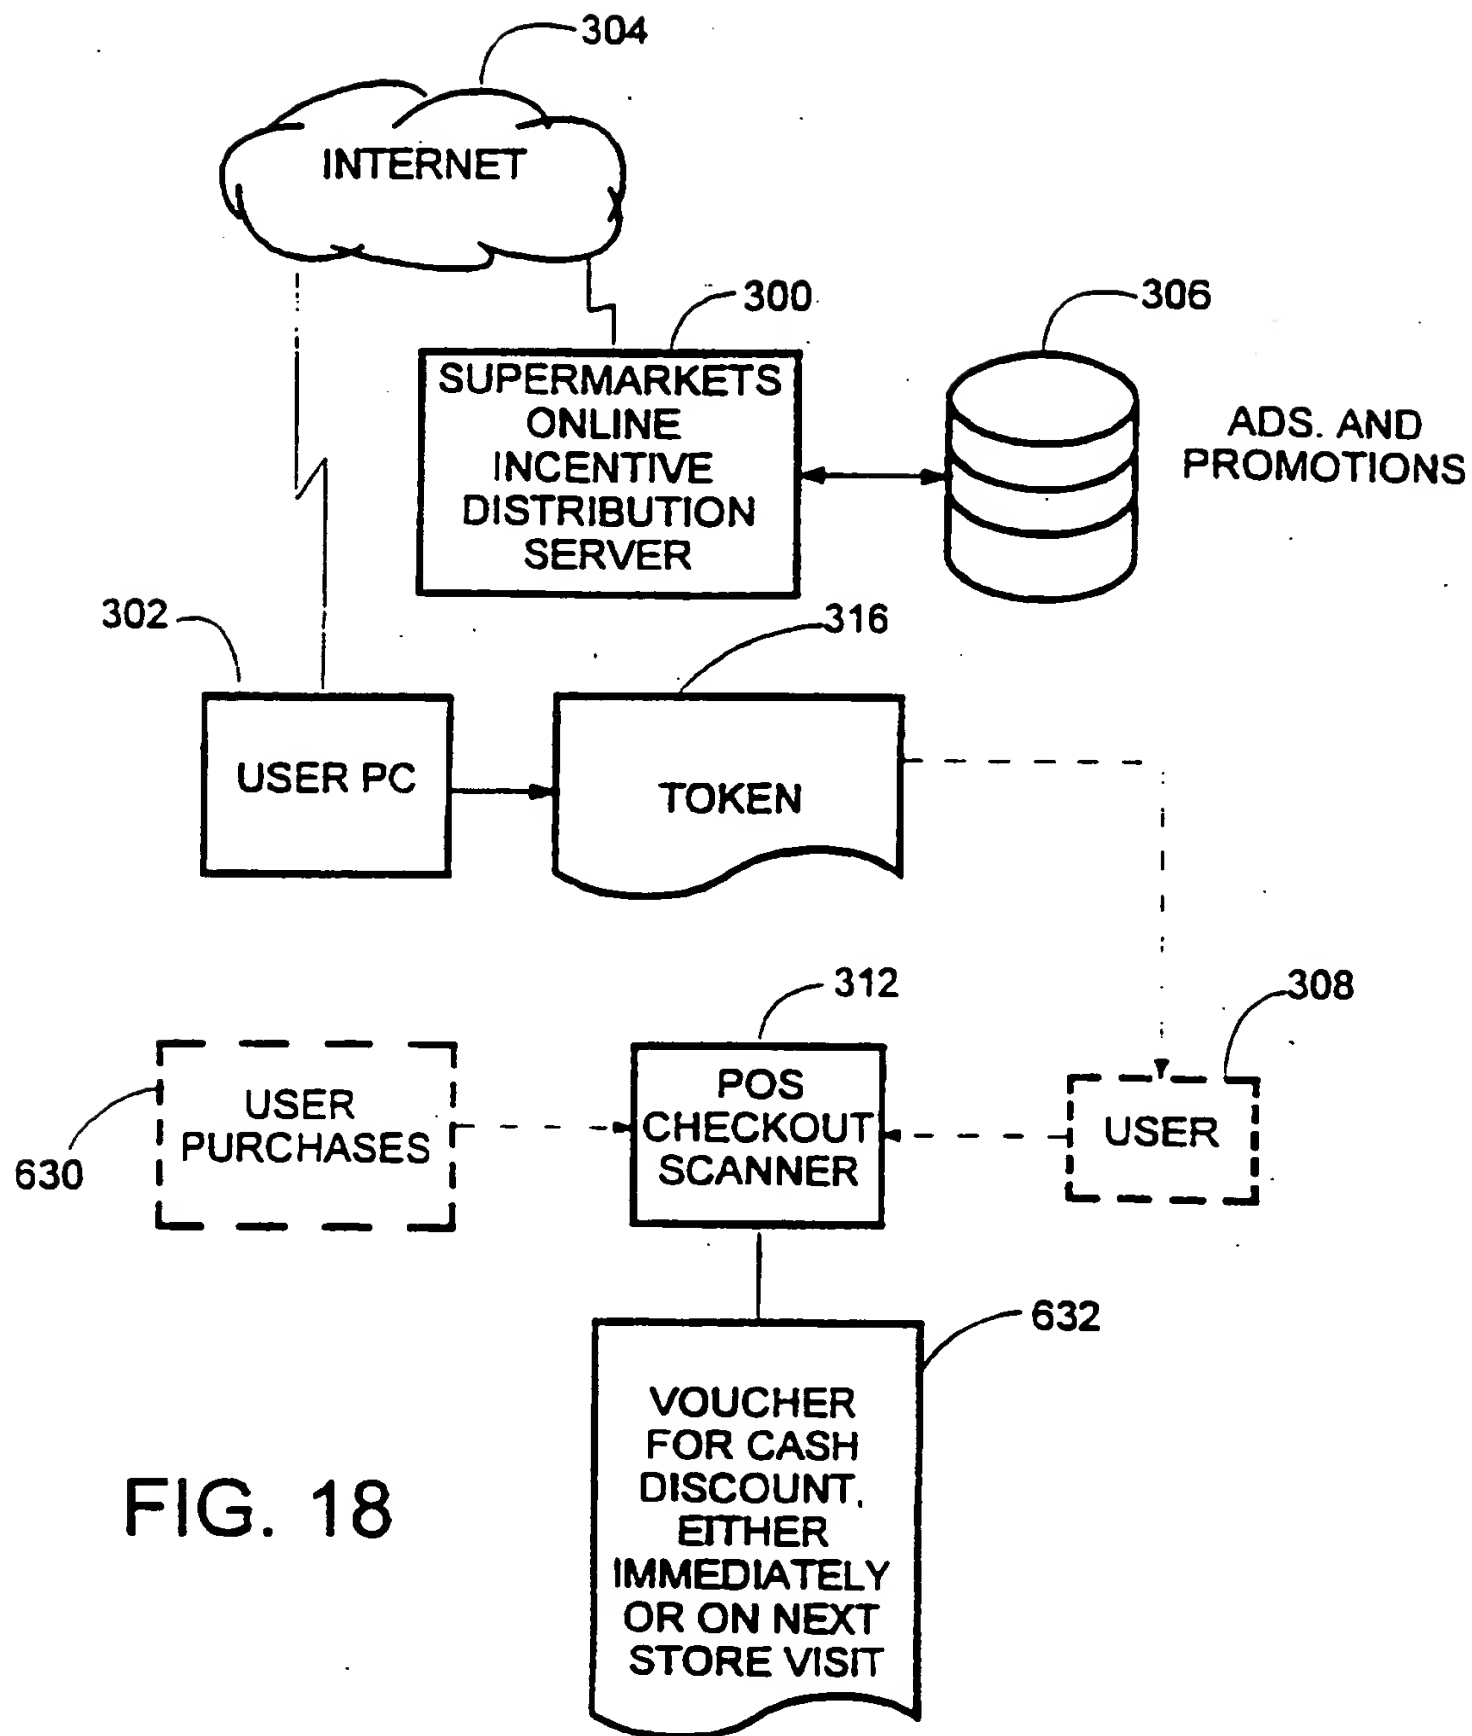 304
INTERNET
300
306
SUPERMARKETS
ONLINE
INCENTIVE
DISTRIBUTION
SERVER
ADS. AND
PROMOTIONS
302
316
USER PC
TOKEN
312
308
USER
PURCHASES
POS
CHECKOUT
SCANNER
USER
630
632
VOUCHER
FOR CASH
DISCOUNT,
EITHER
IMMEDIATELY
OR ON NEXT
STORE VISIT
FIG. 18